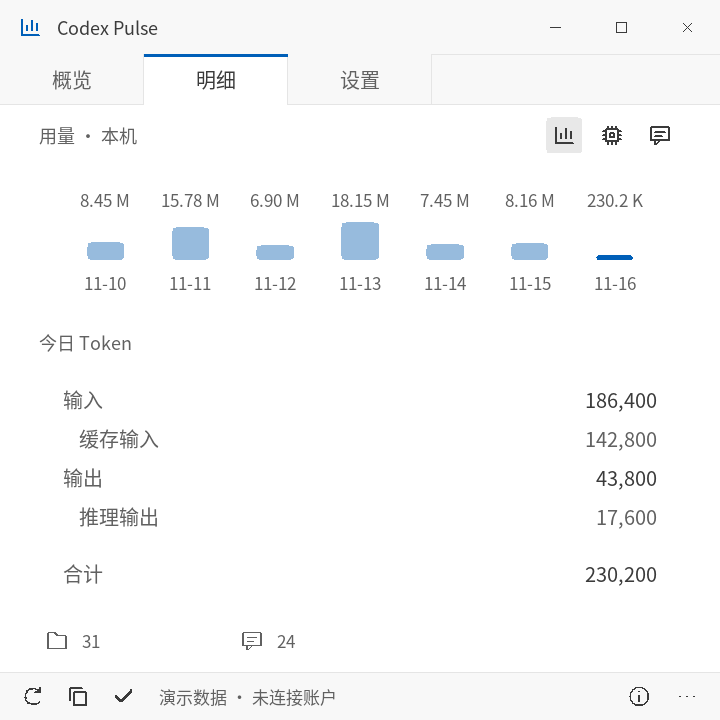 Codex Pulse
概览 明细 设置
用量 · 本机
8.45 M 15.78 M 6.90 M 18.15 M 7.45 M 8.16 M 230.2 K
11-10 11-11 11-12 11-13 11-14 11-15 11-16
今日 Token
输入 186,400
缓存输入 142,800
输出 43,800
推理输出 17,600
合计 230,200
31 24
演示数据 · 未连接账户